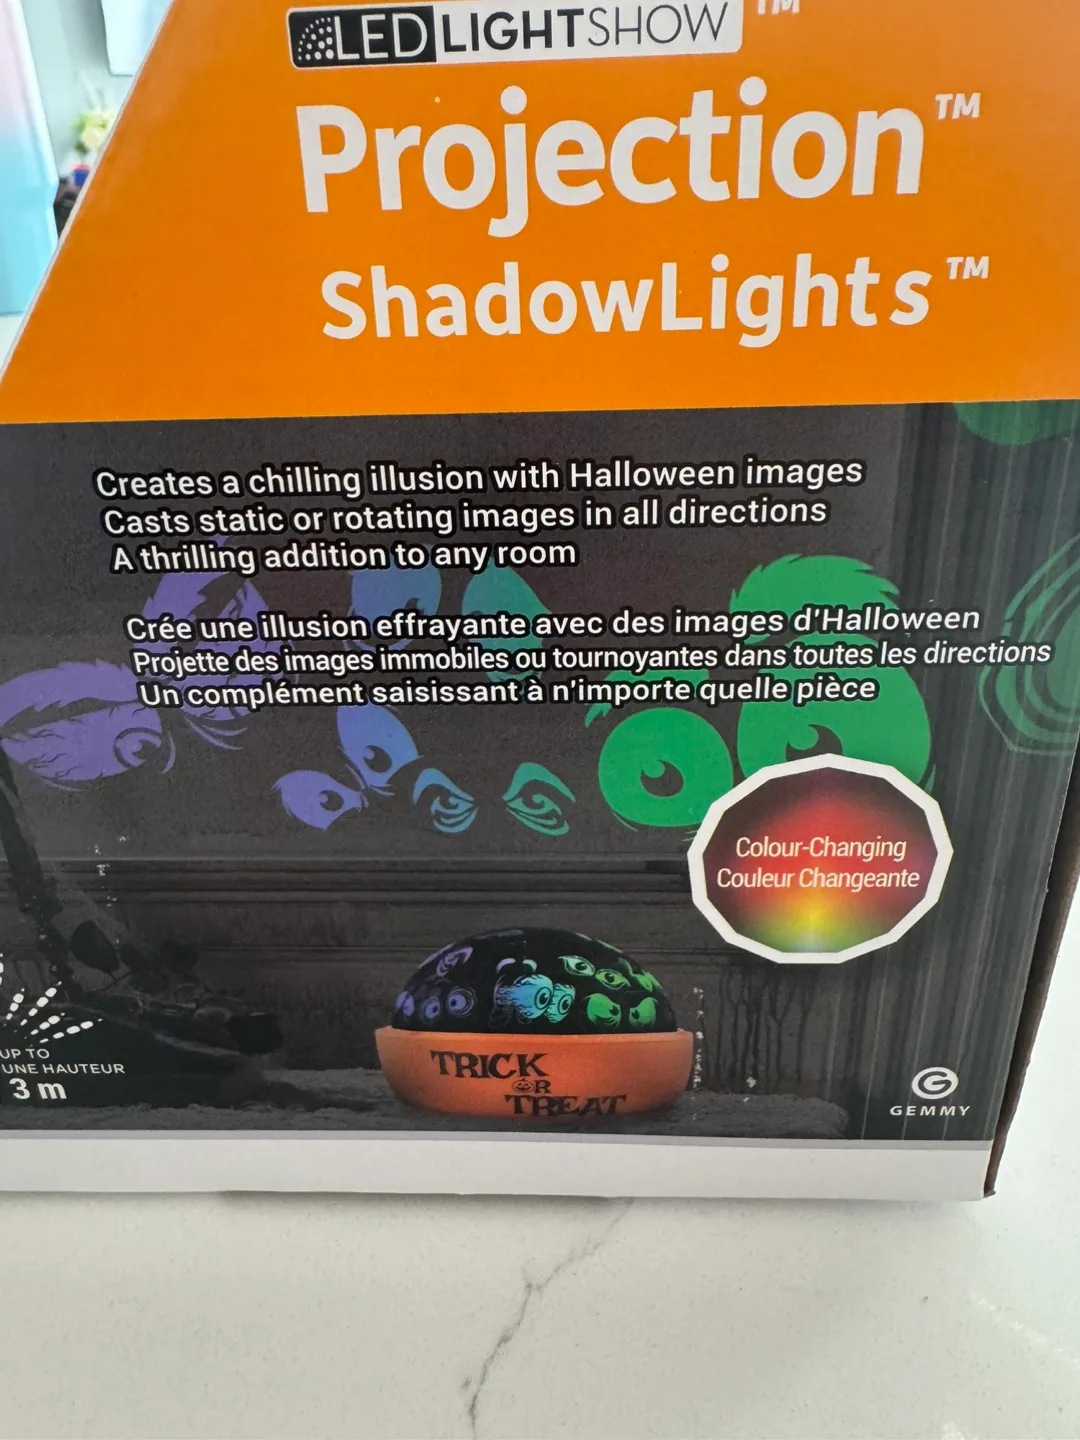 LEDLIGHTSHOW™
Projection™
ShadowLights™
Creates a chilling illusion with Halloween images
Casts static or rotating images in all directions
A thrilling addition to any room
Crée une illusion effrayante avec des images d'Halloween
Projette des images immobiles ou tournoyantes dans toutes les directions
Un complément saisissant à n'importe quelle pièce
Colour-Changing
Couleur Changeante
UP TO
UNE HAUTEUR
3 m
TRICK
OR
TREAT
G
GEMMY